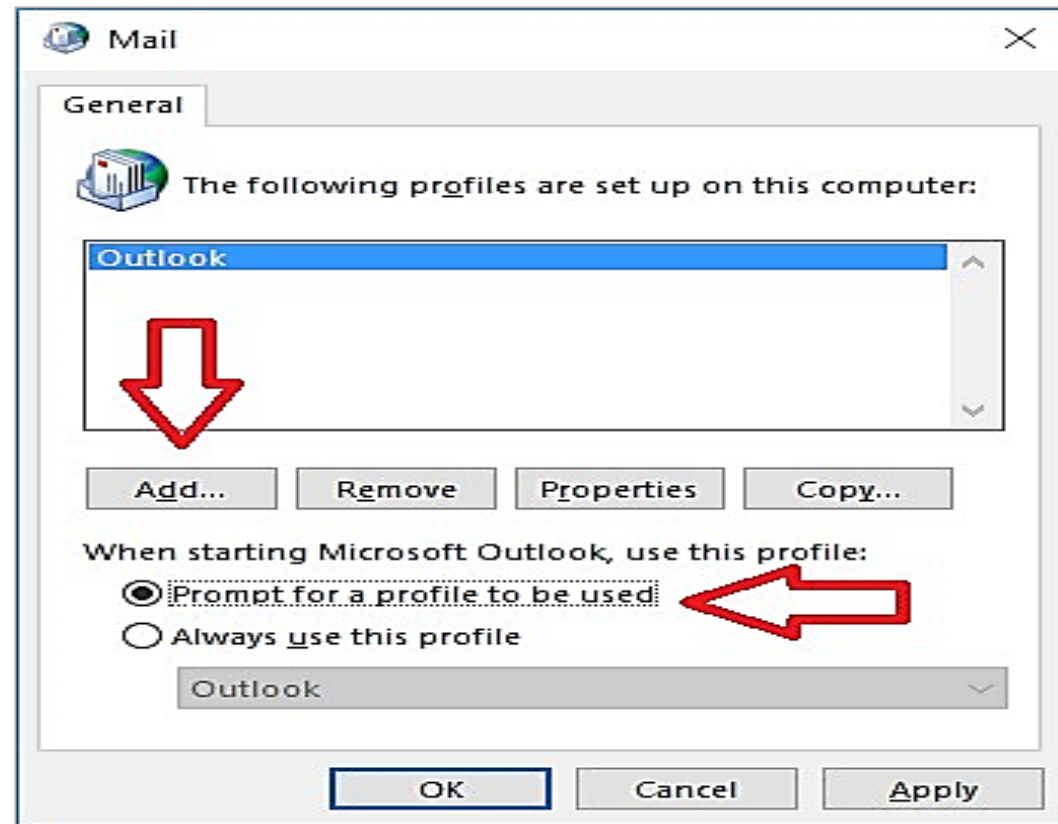 Mail
General
The following profiles are set up on this computer:
Outlook
Add... Remove Properties Copy...
When starting Microsoft Outlook, use this profile:
Prompt for a profile to be used
Always use this profile
Outlook
OK Cancel Apply